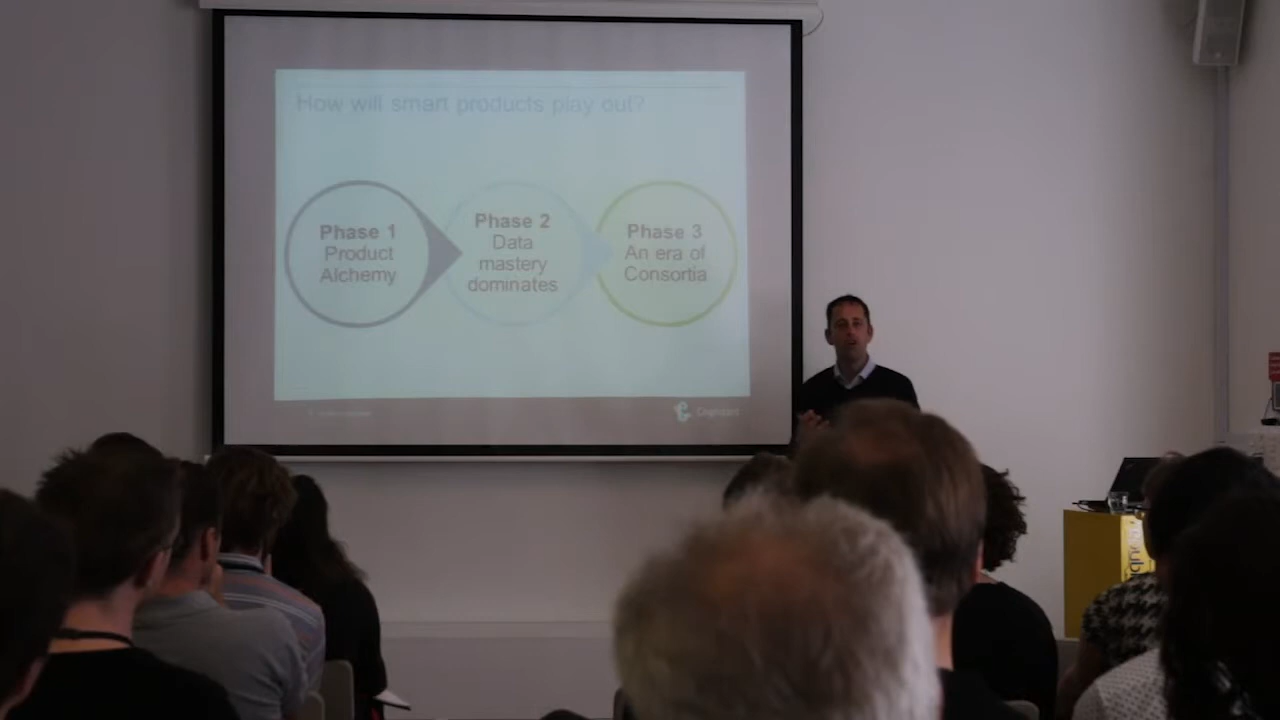 How will smart products play out?
Phase 1
Product
Alchemy
Phase 2
Data
mastery
dominates
Phase 3
An era of
Consortia
Cognizant